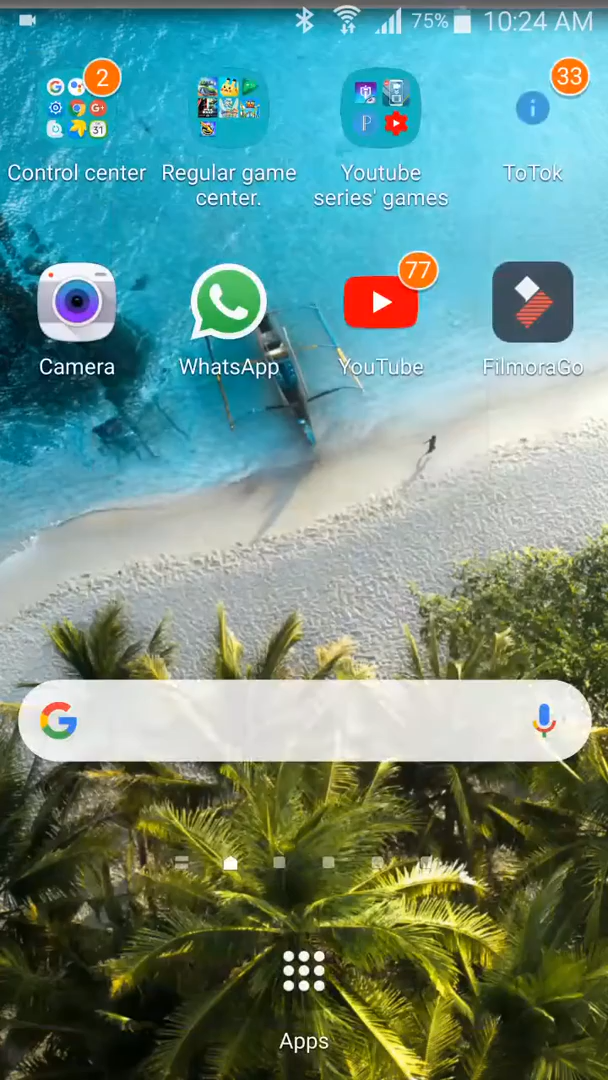 75% 10:24 AM
2
33
31
Control center
Regular game
center.
Youtube
series' games
ToTok
77
Camera
WhatsApp
YouTube
FilmoraGo
G
Apps